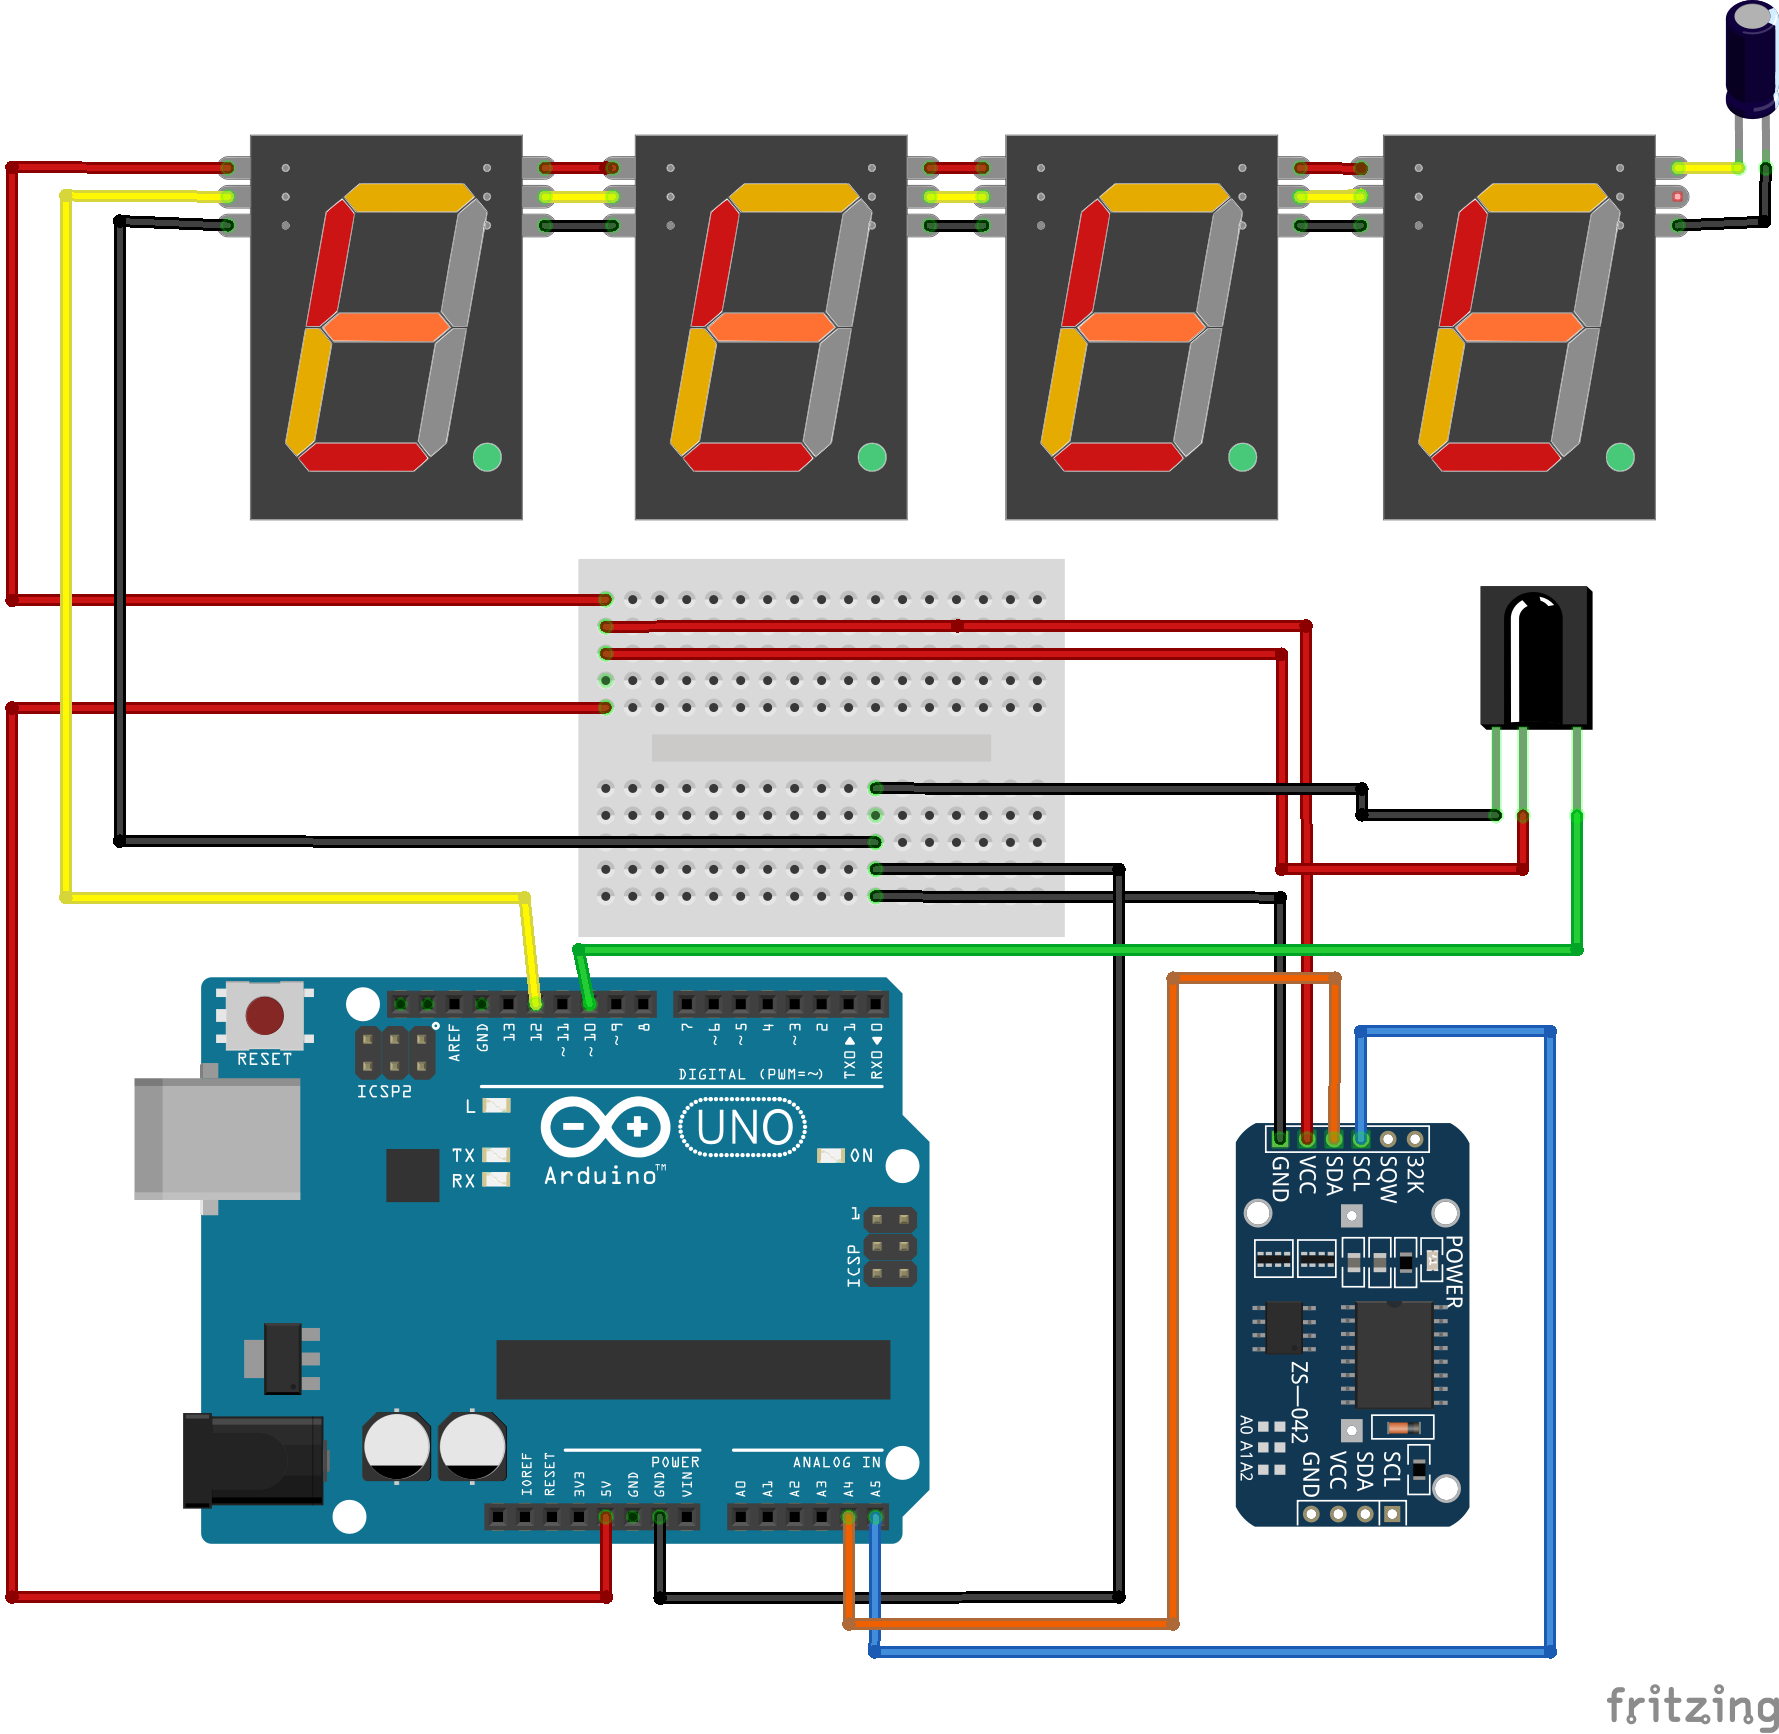 RESET
ICSP2
AREF
GND
13
12
~11
~10
~9
8
7
~6
~5
4
~3
2
TX0▶1
RX0◀0
DIGITAL (PWM=~)
L
TX
RX
UNO
Arduino™
ON
1
ICSP
POWER
ANALOG IN
IOREF
RESET
3V3
5V
GND
GND
VIN
A0
A1
A2
A3
A4
A5
GND
VCC
SDA
SCL
SQW
32K
POWER
ZS-042
A0 A1 A2
GND
VCC
SDA
SCL
fritzing